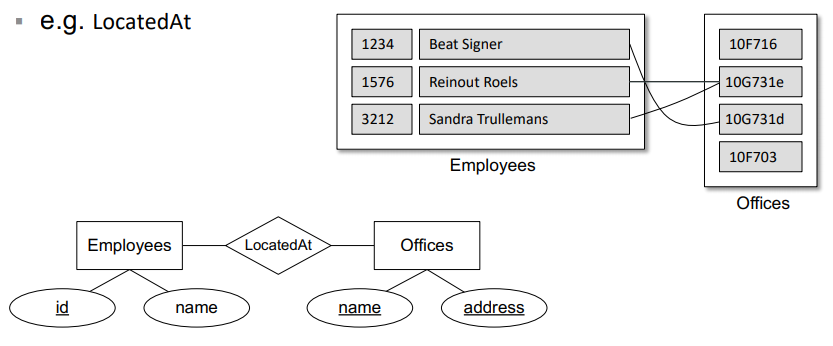 ▪ e.g. LocatedAt
1234 Beat Signer
1576 Reinout Roels
3212 Sandra Trullemans
Employees
10F716
10G731e
10G731d
10F703
Offices
Employees LocatedAt Offices
id name name address